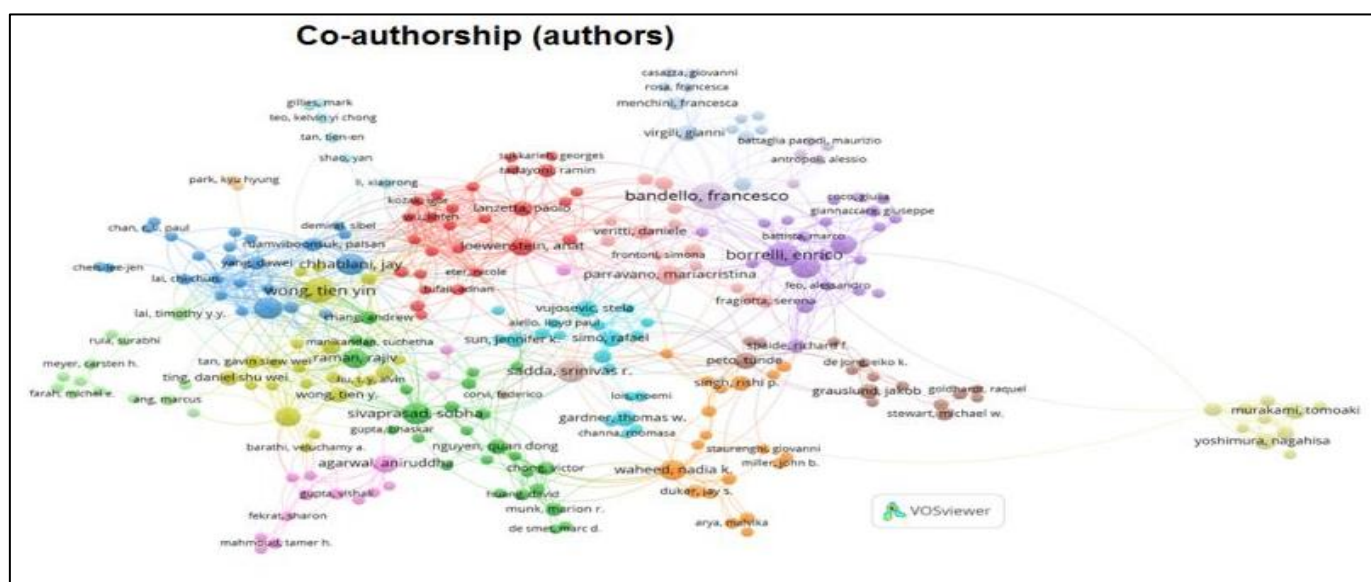 Co-authorship (authors)
casazza, giovanni
rosa, francesca
gillies, mark
menchini, francesca
teo, kelvin yi chong
virgili, gianni
tan, tien-en
battaglia parodi, maurizio
sukkarieh, georges
antropoli, alessio
shao, yan
tadayoni, ramin
park, kyu hyung
li, xiaorong
bandello, francesco
coco, giulia
kozak, igor
lanzetta, paolo
giannaccare, giuseppe
chan, r. v. paul
demirel, sibel
veritti, daniele
battista, marco
ruamviboonsuk, paisan
loewenstein, anat
frontoni, simona
borrelli, enrico
chen, lee-jen
yang, dawei
chhablani, jay
eter, nicole
parravano, mariacristina
lai, chi-chun
feo, alessandro
wong, tien yin
tufail, adnan
fragiotta, serena
vujosevic, stela
lai, timothy y.y.
chang, andrew
aiello, lloyd paul
rula, surabhi
manikandan, suchetha
sun, jennifer k.
simo, rafael
spaide, richard f.
meyer, carsten h.
tan, gavin siew wei
raman, rajiv
peto, tunde
de jong, eiko k.
ting, daniel shu wei
sadda, srinivas r.
singh, rishi p.
grauslund, jakob
goldhardt, raquel
farah, michel e.
wong, tien y.
corvi, federico
lois, noemi
murakami, tomoaki
ang, marcus
sivaprasad, sobha
gardner, thomas w.
stewart, michael w.
gupta, bhaskar
channa, roomasa
yoshimura, nagahisa
barathi, veluchamy a.
nguyen, quan dong
staurenghi, giovanni
agarwal, aniruddha
chong, victor
waheed, nadia k.
miller, john b.
gupta, vishali
huang, david
duker, jay s.
VOSviewer
fekrat, sharon
munk, marion r.
arya, malvika
mahmoud, tamer h.
de smet, marc d.